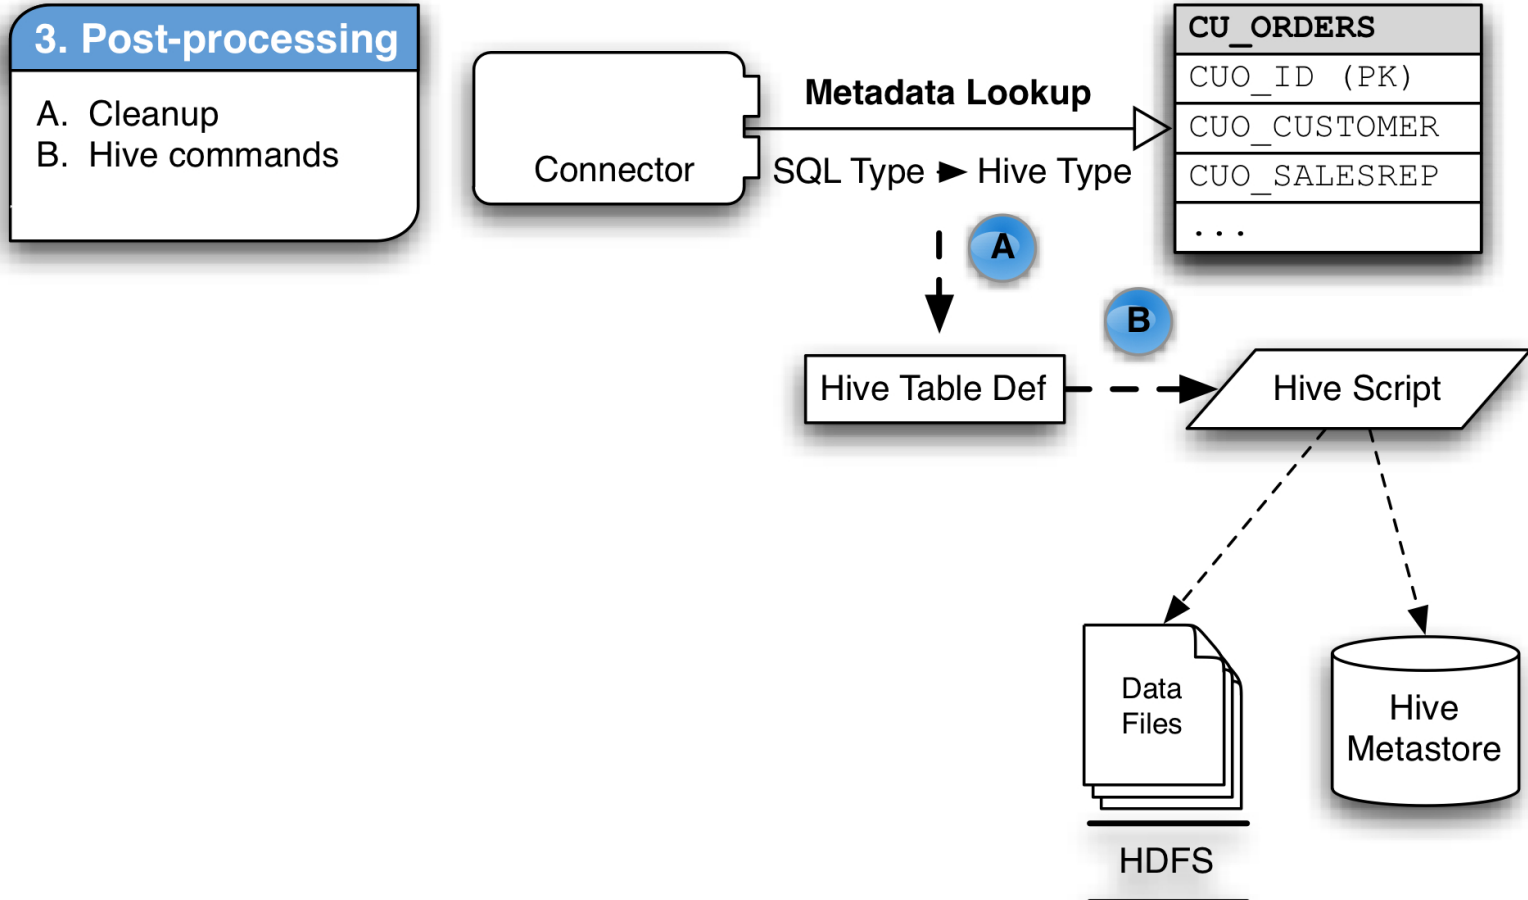 3. Post-processing
A. Cleanup
B. Hive commands
Connector
Metadata Lookup
SQL Type Hive Type
CU_ORDERS
CUO_ID (PK)
CUO_CUSTOMER
CUO_SALESREP
...
A
B
Hive Table Def
Hive Script
Data
Files
HDFS
Hive
Metastore